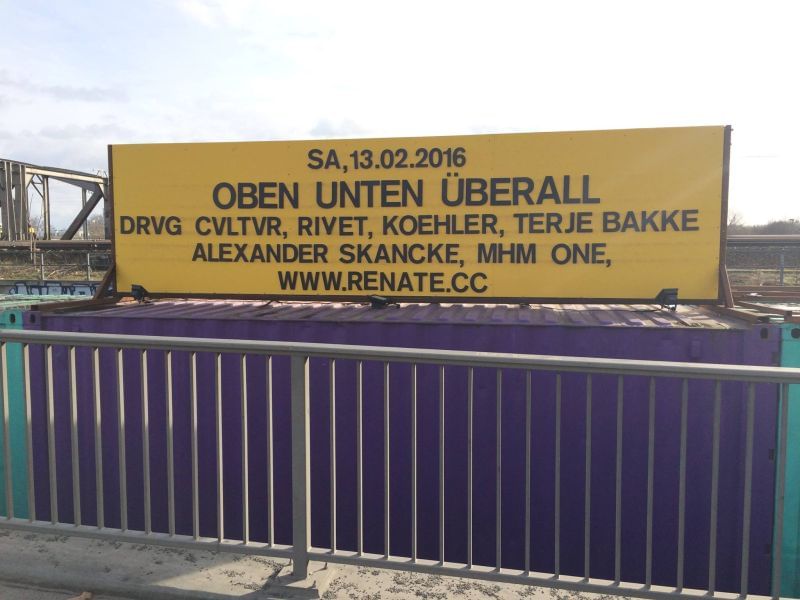 SA,13.02.2016
OBEN UNTEN ÜBERALL
DRVG CVLTVR, RIVET, KOEHLER, TERJE BAKKE
ALEXANDER SKANCKE, MHM ONE,
WWW.RENATE.CC